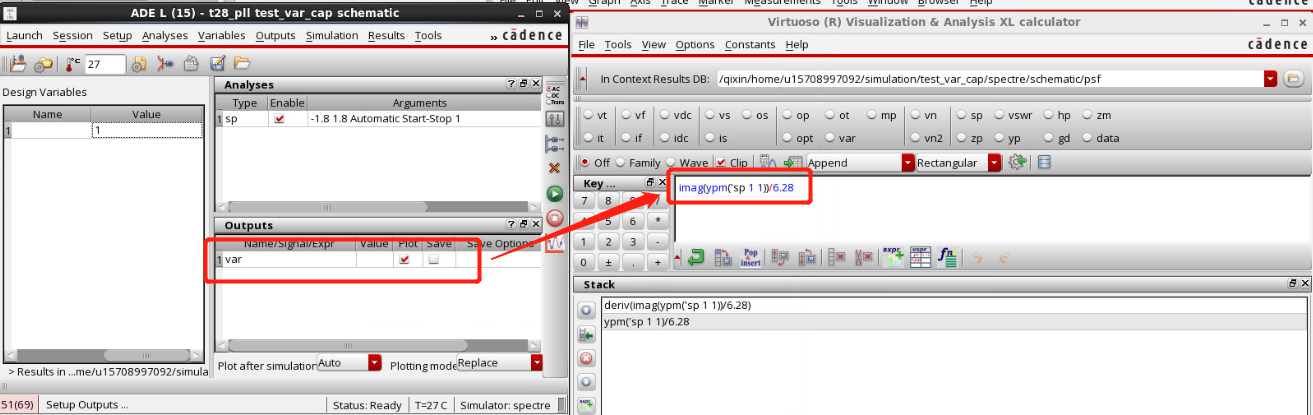 ADE L (15) - t28_pll test_var_cap schematic
Launch Session Setup Analyses Variables Outputs Simulation Results Tools » cādence
°C 27
Design Variables
Name Value
1 1
Analyses
Type Enable Arguments
1 sp -1.8 1.8 Automatic Start-Stop 1
AC
DC
Trans
Outputs
Name/Signal/Expr Value Plot Save Save Options
1 var
Plot after simulation Auto Plotting mode Replace
> Results in ...me/u15708997092/simula
51(69) Setup Outputs ... Status: Ready T=27 C Simulator: spectre
File Edit View Graph Axis Trace Marker Measurements Tools Window Browser Help cādence
Virtuoso (R) Visualization & Analysis XL calculator
File Tools View Options Constants Help cādence
In Context Results DB: /qixin/home/u15708997092/simulation/test_var_cap/spectre/schematic/psf
vt vf vdc vs os op ot mp vn sp vswr hp zm
it if idc is opt var vn2 zp yp gd data
Off Family Wave Clip Append Rectangular
Key ...
7 8 9 /
4 5 6 *
1 2 3 -
0 ± . +
imag(ypm('sp 1 1))/6.28
Pop
Insert
expr
expr
fn
Stack
deriv(imag(ypm('sp 1 1))/6.28)
ypm('sp 1 1)/6.28
expr